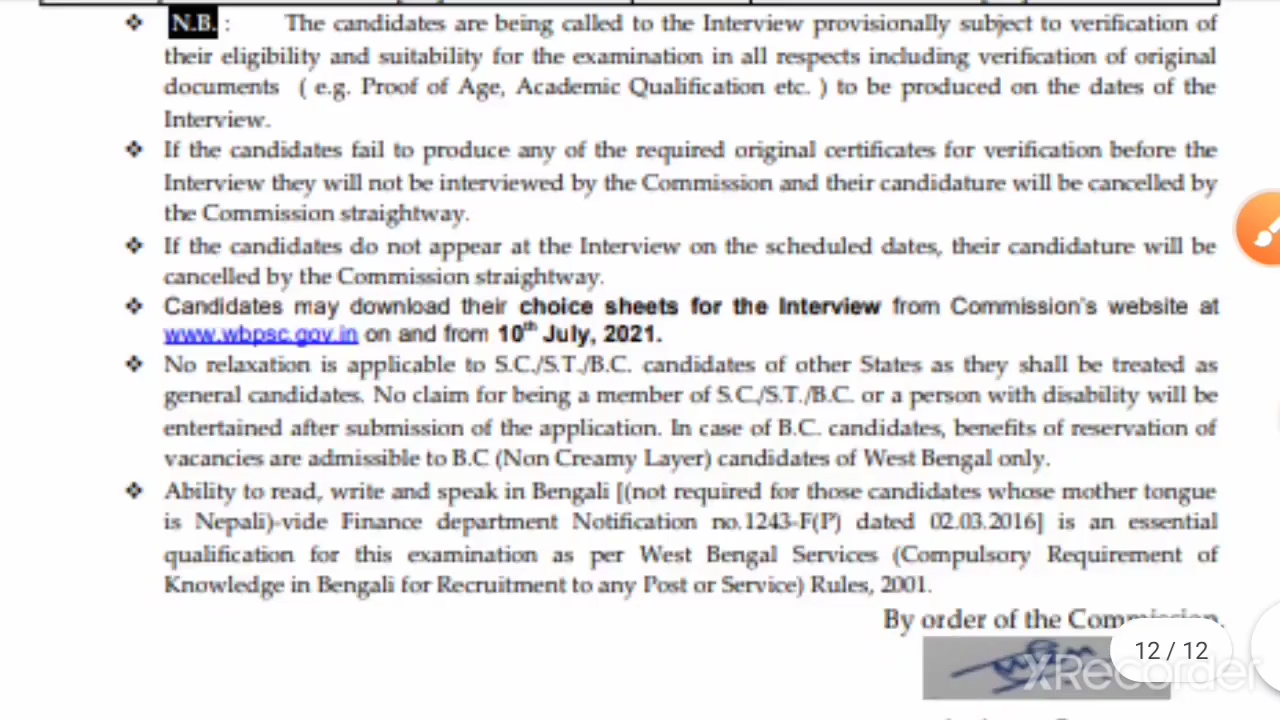 ❖ N.B. : The candidates are being called to the Interview provisionally subject to verification of
their eligibility and suitability for the examination in all respects including verification of original
documents ( e.g. Proof of Age, Academic Qualification etc. ) to be produced on the dates of the
Interview.
❖ If the candidates fail to produce any of the required original certificates for verification before the
Interview they will not be interviewed by the Commission and their candidature will be cancelled by
the Commission straightway.
❖ If the candidates do not appear at the Interview on the scheduled dates, their candidature will be
cancelled by the Commission straightway.
❖ Candidates may download their choice sheets for the Interview from Commission's website at
www.wbpsc.gov.in on and from 10th July, 2021.
❖ No relaxation is applicable to S.C./S.T./B.C. candidates of other States as they shall be treated as
general candidates. No claim for being a member of S.C./S.T./B.C. or a person with disability will be
entertained after submission of the application. In case of B.C. candidates, benefits of reservation of
vacancies are admissible to B.C (Non Creamy Layer) candidates of West Bengal only.
❖ Ability to read, write and speak in Bengali [(not required for those candidates whose mother tongue
is Nepali)-vide Finance department Notification no.1243-F(P) dated 02.03.2016] is an essential
qualification for this examination as per West Bengal Services (Compulsory Requirement of
Knowledge in Bengali for Recruitment to any Post or Service) Rules, 2001.
By order of the Commission.
12 / 12
XRecorder